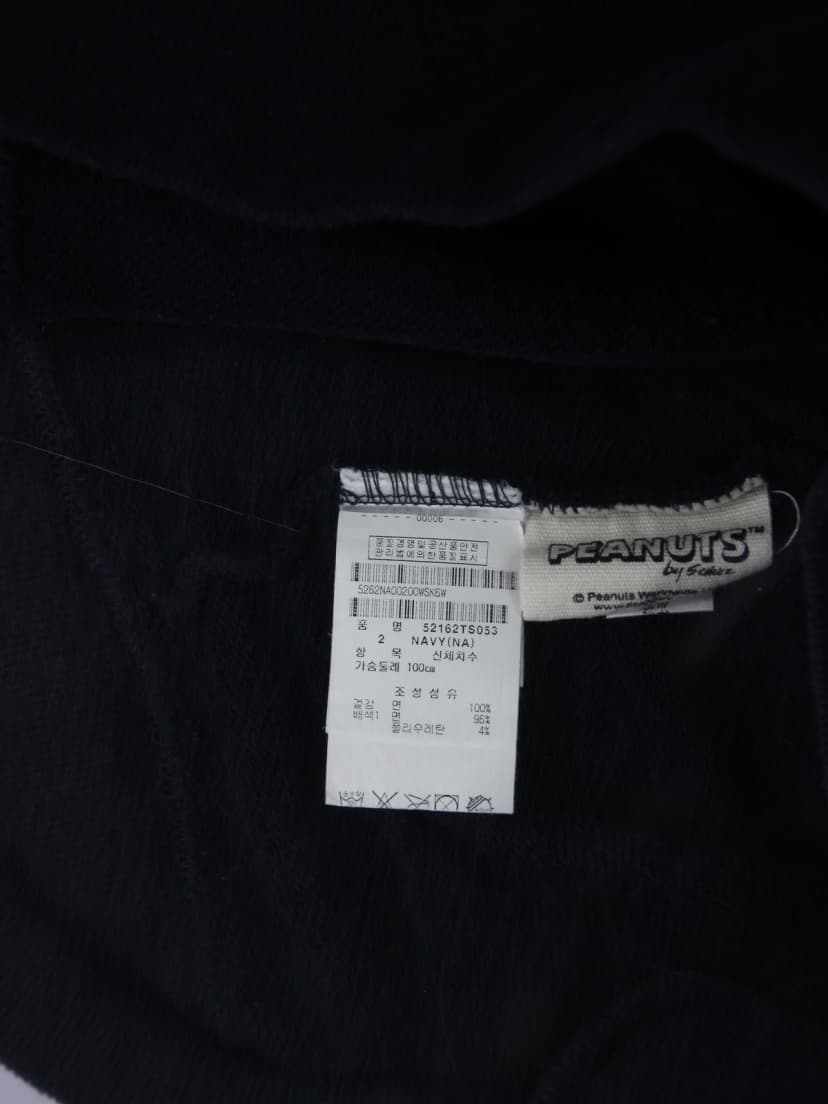 - - - - - 00006 - - - - -
품질경영및공산품안전
관리법에의한품질표시
5262NA00200WSK6W
품 명 52162TS053
2 NAVY(NA)
항 목 신체치수
가슴둘레 100cm
조성섬유
겉감 면 100%
배색1 면 96%
폴리우레탄 4%
PEANUTS™
by Schulz
© Peanuts